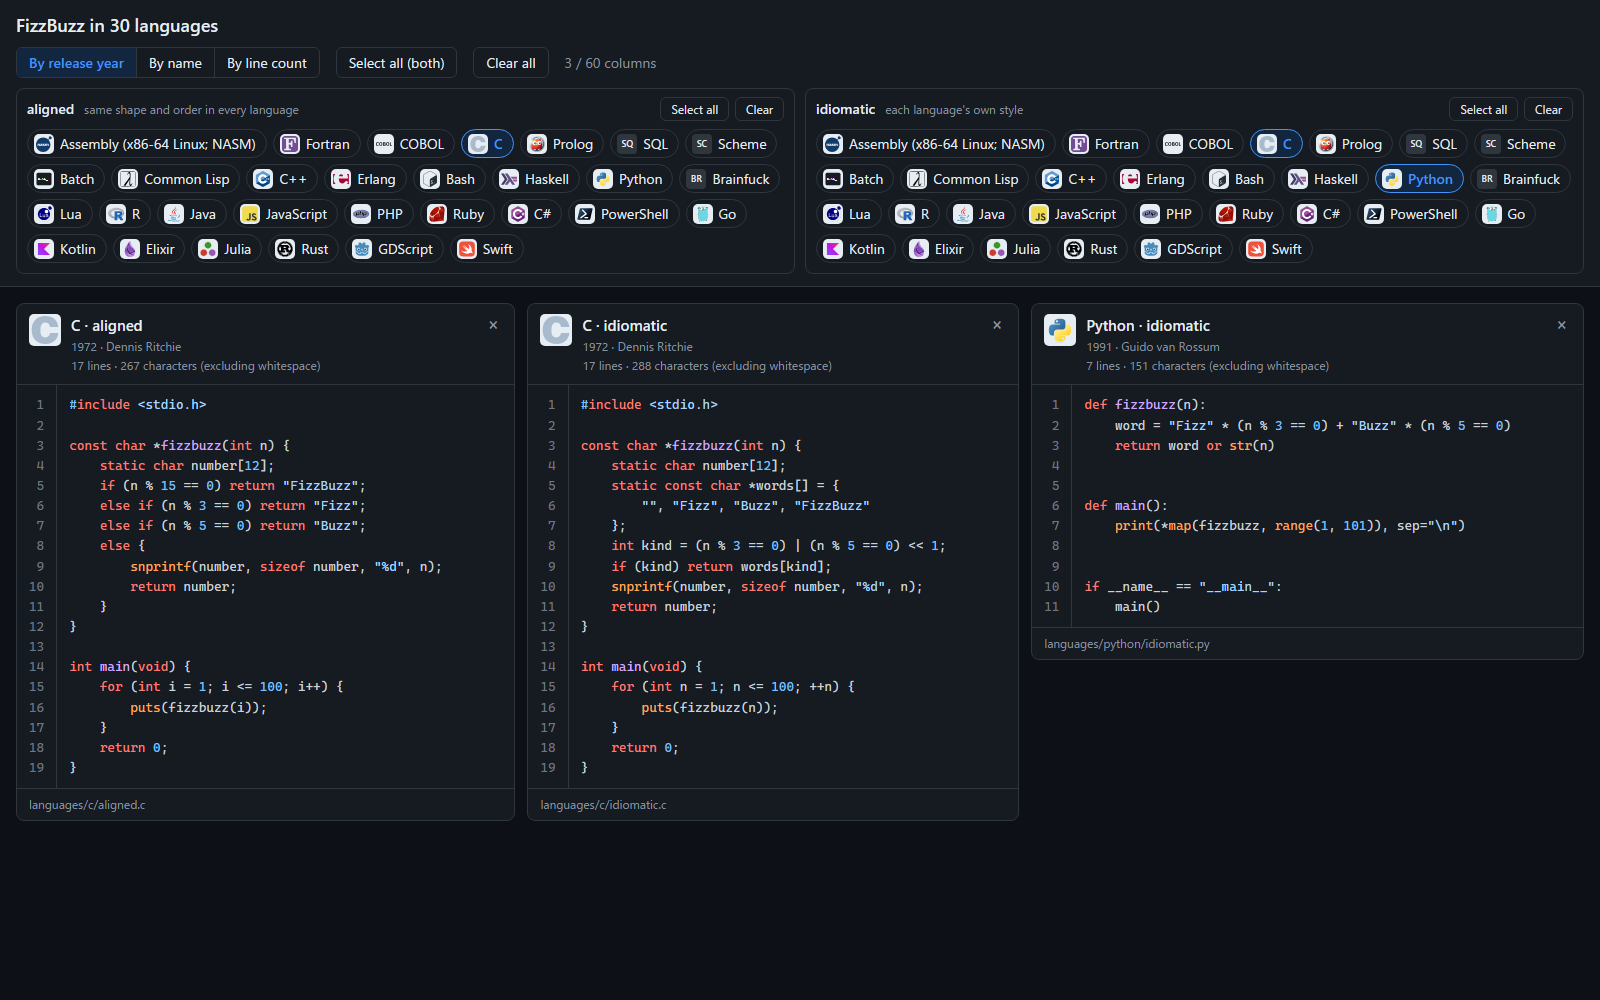 FizzBuzz in 30 languages
By release year By name By line count Select all (both) Clear all 3 / 60 columns
aligned same shape and order in every language Select all Clear
Assembly (x86-64 Linux; NASM) F Fortran COBOL COBOL C C Prolog SQ SQL SC Scheme
Batch Common Lisp C++ Erlang Bash Haskell Python BR Brainfuck
Lua R Java JS JavaScript PHP Ruby C# PowerShell Go
Kotlin Elixir Julia Rust GDScript Swift
idiomatic each language's own style Select all Clear
Assembly (x86-64 Linux; NASM) F Fortran COBOL COBOL C C Prolog SQ SQL SC Scheme
Batch Common Lisp C++ Erlang Bash Haskell Python BR Brainfuck
Lua R Java JS JavaScript PHP Ruby C# PowerShell Go
Kotlin Elixir Julia Rust GDScript Swift
C
C · aligned ×
1972 · Dennis Ritchie
17 lines · 267 characters (excluding whitespace)
1 #include <stdio.h>
2
3 const char *fizzbuzz(int n) {
4     static char number[12];
5     if (n % 15 == 0) return "FizzBuzz";
6     else if (n % 3 == 0) return "Fizz";
7     else if (n % 5 == 0) return "Buzz";
8     else {
9         snprintf(number, sizeof number, "%d", n);
10         return number;
11     }
12 }
13
14 int main(void) {
15     for (int i = 1; i <= 100; i++) {
16         puts(fizzbuzz(i));
17     }
18     return 0;
19 }
languages/c/aligned.c
C
C · idiomatic ×
1972 · Dennis Ritchie
17 lines · 288 characters (excluding whitespace)
1 #include <stdio.h>
2
3 const char *fizzbuzz(int n) {
4     static char number[12];
5     static const char *words[] = {
6         "", "Fizz", "Buzz", "FizzBuzz"
7     };
8     int kind = (n % 3 == 0) | (n % 5 == 0) << 1;
9     if (kind) return words[kind];
10     snprintf(number, sizeof number, "%d", n);
11     return number;
12 }
13
14 int main(void) {
15     for (int n = 1; n <= 100; ++n) {
16         puts(fizzbuzz(n));
17     }
18     return 0;
19 }
languages/c/idiomatic.c
Python · idiomatic ×
1991 · Guido van Rossum
7 lines · 151 characters (excluding whitespace)
1 def fizzbuzz(n):
2     word = "Fizz" * (n % 3 == 0) + "Buzz" * (n % 5 == 0)
3     return word or str(n)
4
5
6 def main():
7     print(*map(fizzbuzz, range(1, 101)), sep="\n")
8
9
10 if __name__ == "__main__":
11     main()
languages/python/idiomatic.py